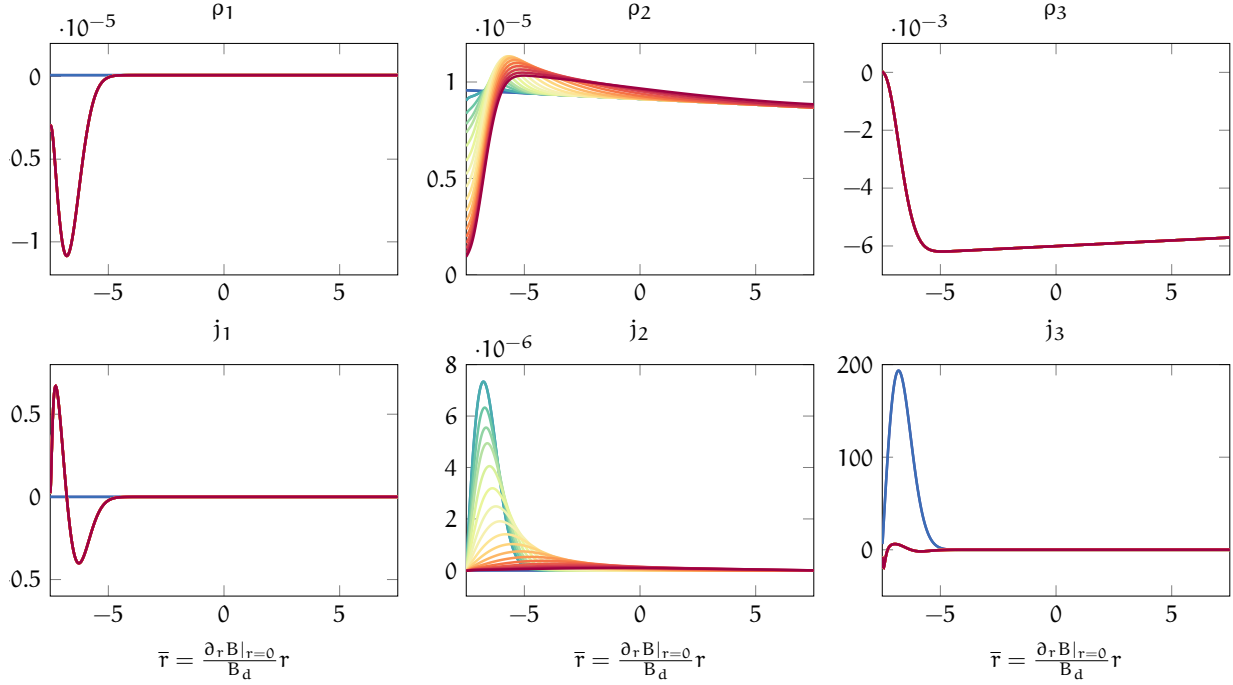 ρ1 ρ2 ρ3
·10−5 ·10−5 ·10−3
0 1 0
0.5 −2
0.5 −4
−1 0 −6
−5 0 5 −5 0 5 −5 0 5
j1 j2 j3
·10−6
0.5 8 200
6
0 4 100
2
0.5 0 0
−5 0 5 −5 0 5 −5 0 5
r̅ = ∂rB|r=0/Bd r r̅ = ∂rB|r=0/Bd r r̅ = ∂rB|r=0/Bd r